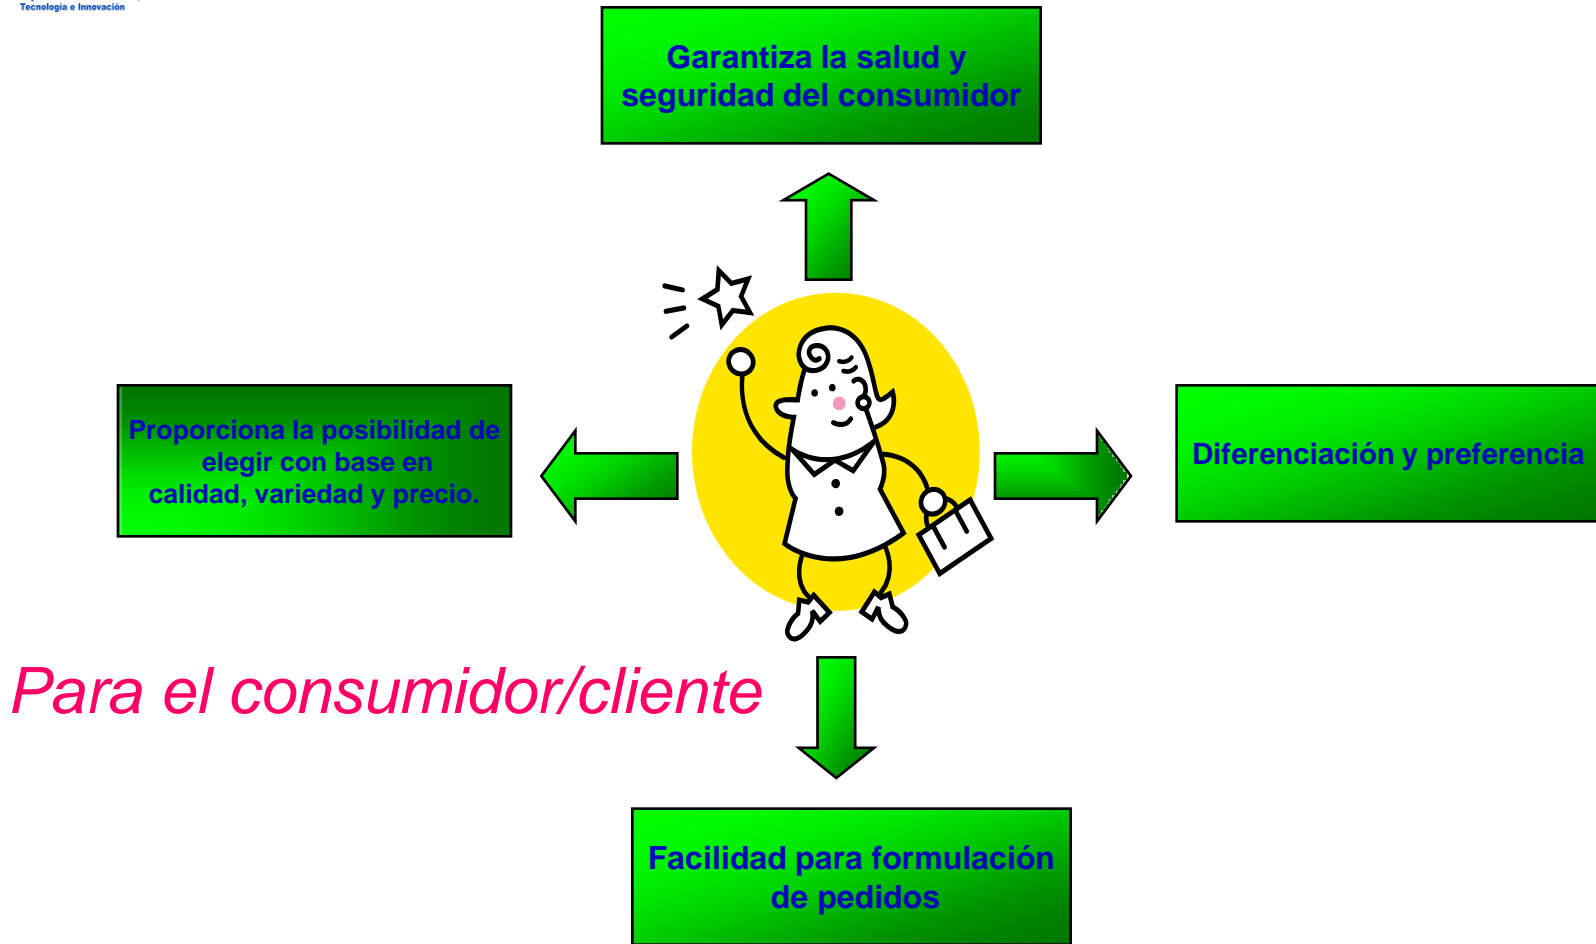 Tecnología e Innovación
Garantiza la salud y
seguridad del consumidor
Proporciona la posibilidad de
elegir con base en
calidad, variedad y precio.
Diferenciación y preferencia
Para el consumidor/cliente
Facilidad para formulación
de pedidos